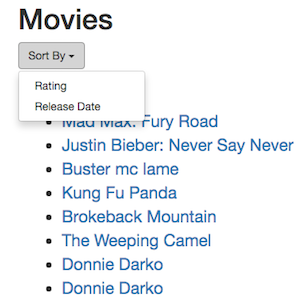 Movies
Sort By
Rating
Release Date
Mad Max: Fury Road
Justin Bieber: Never Say Never
Buster mc lame
Kung Fu Panda
Brokeback Mountain
The Weeping Camel
Donnie Darko
Donnie Darko